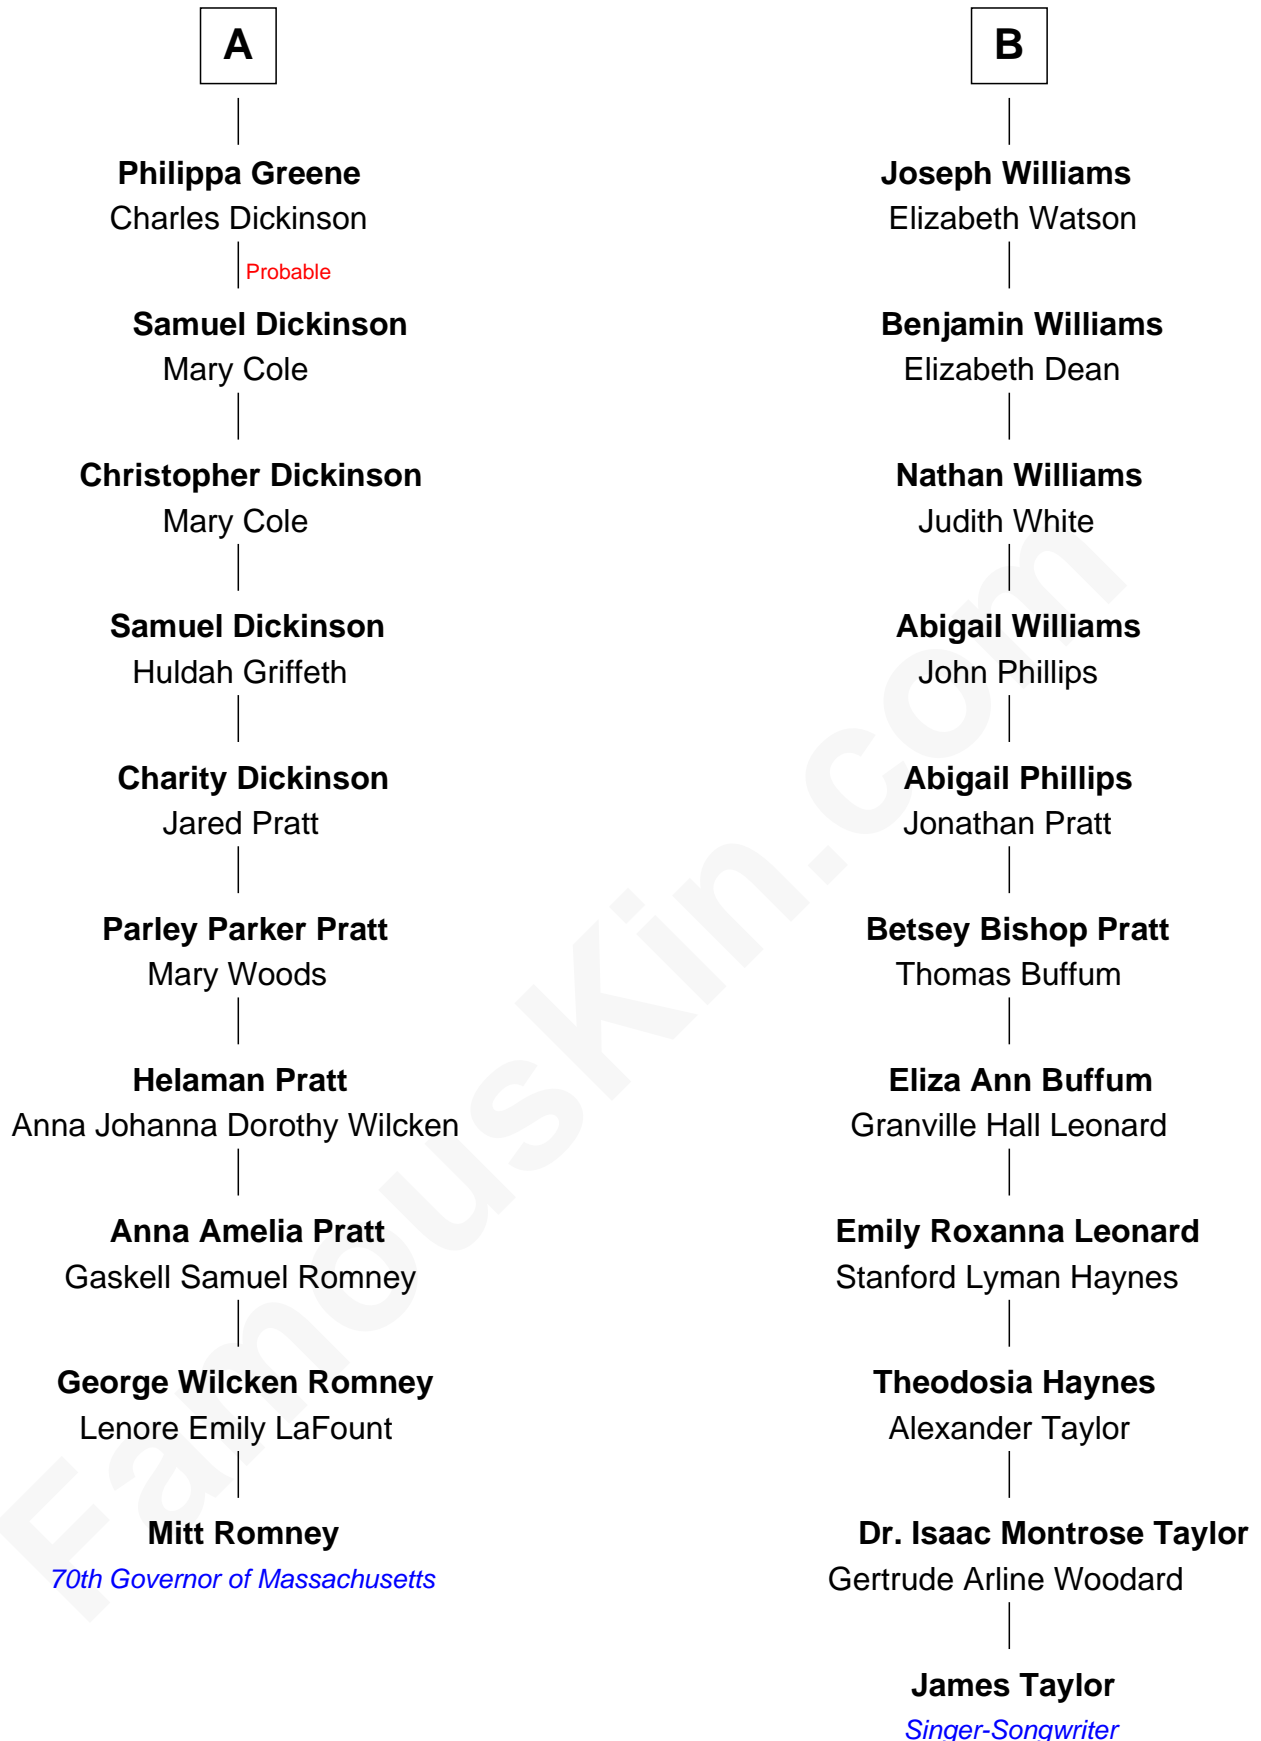 A
Philippa Greene
Charles Dickinson
Probable
Samuel Dickinson
Mary Cole
Christopher Dickinson
Mary Cole
Samuel Dickinson
Huldah Griffeth
Charity Dickinson
Jared Pratt
Parley Parker Pratt
Mary Woods
Helaman Pratt
Anna Johanna Dorothy Wilcken
Anna Amelia Pratt
Gaskell Samuel Romney
George Wilcken Romney
Lenore Emily LaFount
Mitt Romney
70th Governor of Massachusetts
B
Joseph Williams
Elizabeth Watson
Benjamin Williams
Elizabeth Dean
Nathan Williams
Judith White
Abigail Williams
John Phillips
Abigail Phillips
Jonathan Pratt
Betsey Bishop Pratt
Thomas Buffum
Eliza Ann Buffum
Granville Hall Leonard
Emily Roxanna Leonard
Stanford Lyman Haynes
Theodosia Haynes
Alexander Taylor
Dr. Isaac Montrose Taylor
Gertrude Arline Woodard
James Taylor
Singer-Songwriter
FamousKin.com